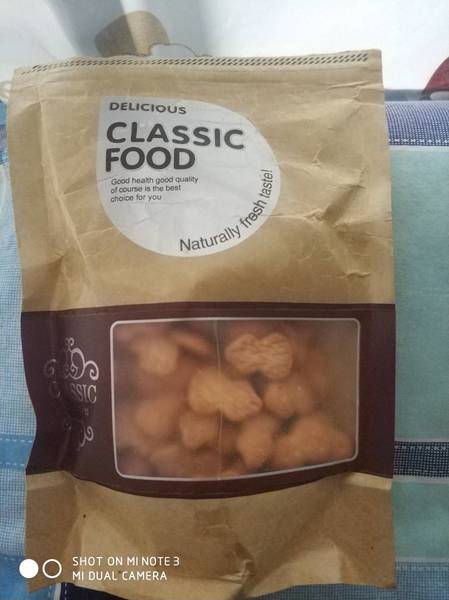 DELICIOUS
CLASSIC
FOOD
Good health good quality
of course is the best
choice for you
Naturally fresh taste!
SHOT ON MI NOTE 3
MI DUAL CAMERA